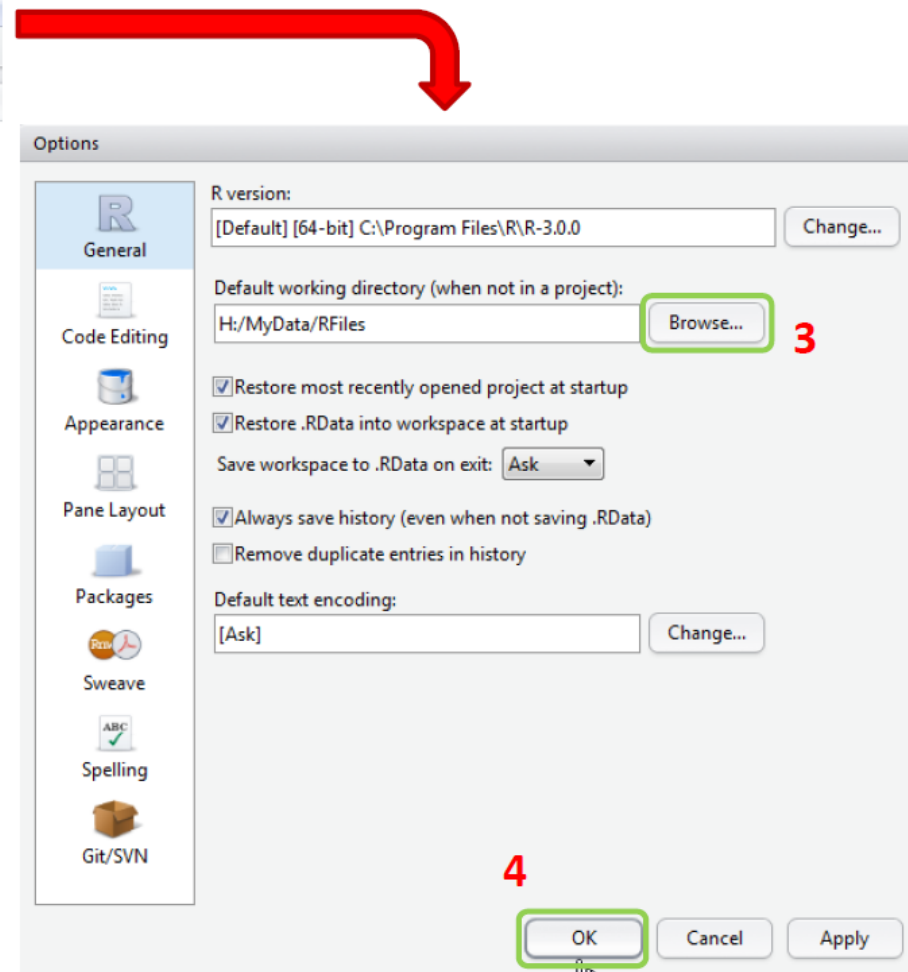 Options
R
General
Code Editing
Appearance
Pane Layout
Packages
Sweave
ABC
Spelling
Git/SVN
R version:
[Default] [64-bit] C:\Program Files\R\R-3.0.0
Change...
Default working directory (when not in a project):
H:/MyData/RFiles
Browse...
3
Restore most recently opened project at startup
Restore .RData into workspace at startup
Save workspace to .RData on exit: Ask
Always save history (even when not saving .RData)
Remove duplicate entries in history
Default text encoding:
[Ask]
Change...
4
OK Cancel Apply